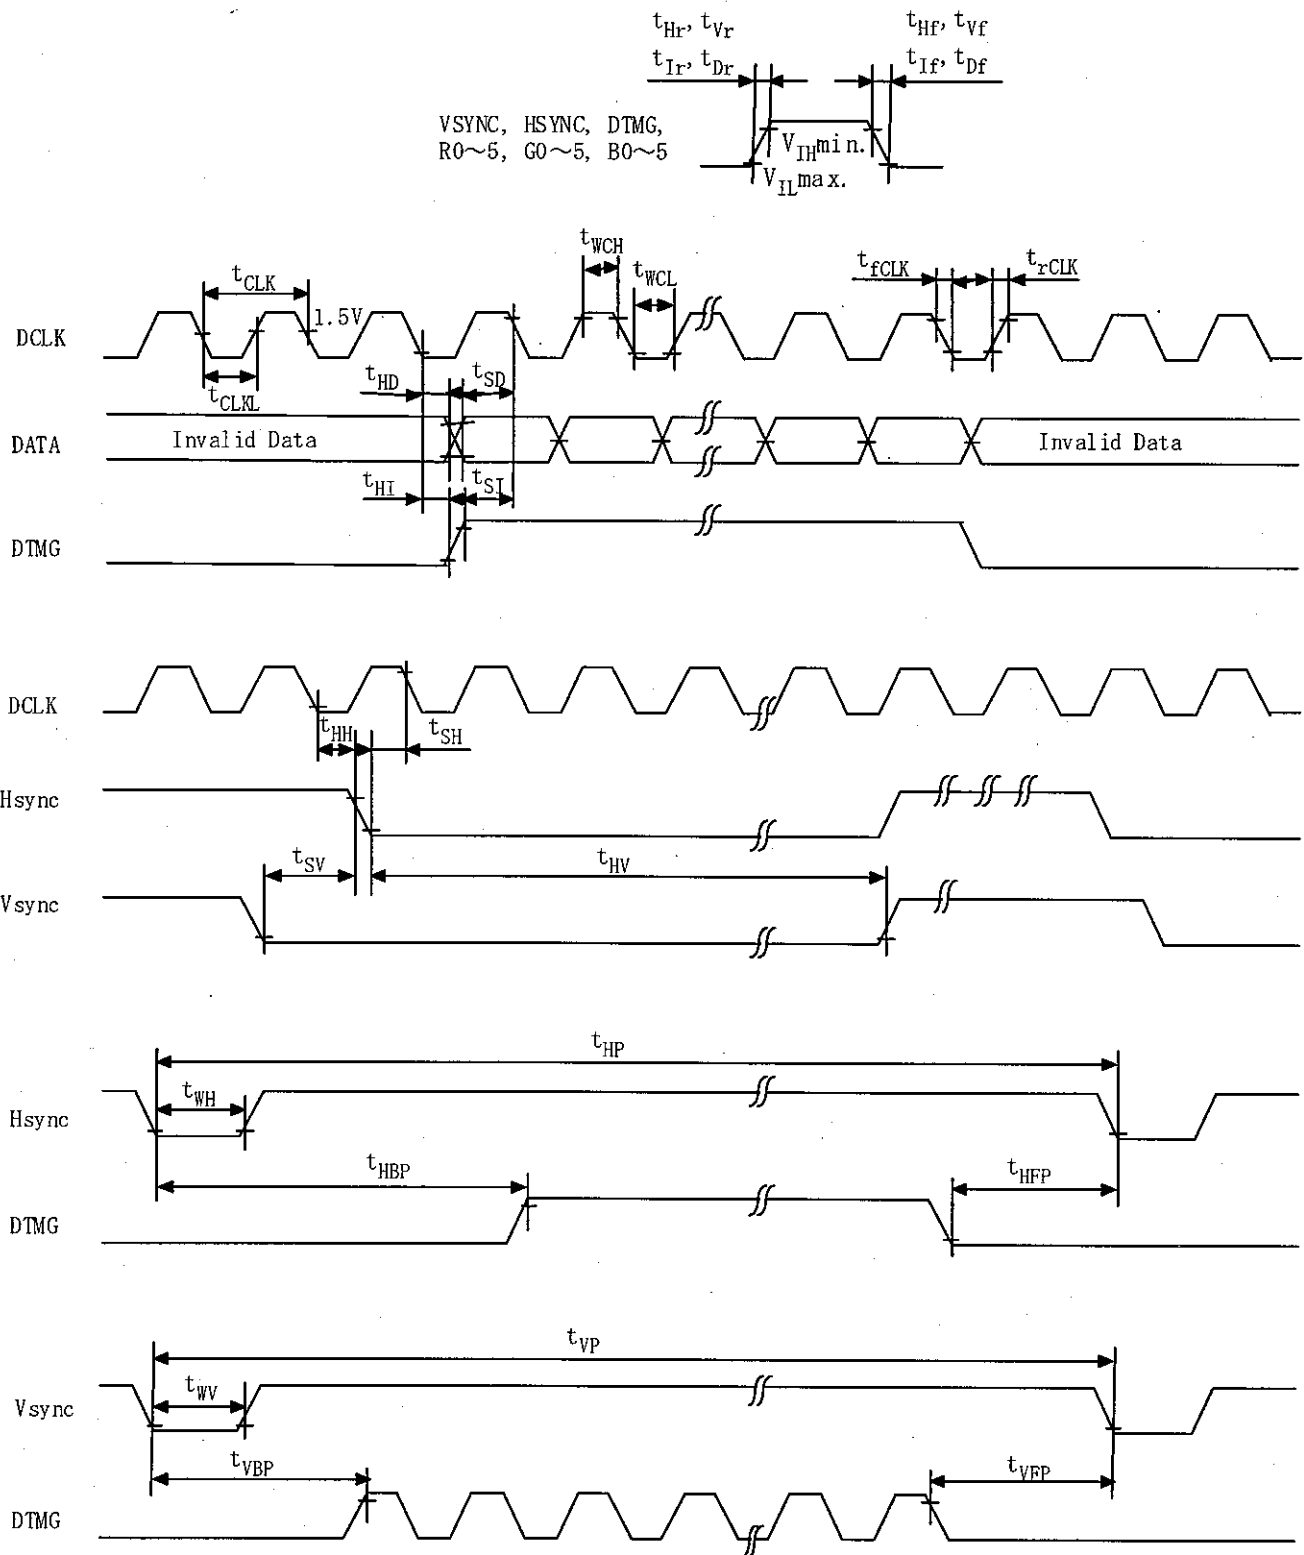 tHr, tVr
tIr, tDr
tHf, tVf
tIf, tDf
VSYNC, HSYNC, DTMG,
R0~5, G0~5, B0~5
VIHmin.
VILmax.
tCLK
1.5V
tWCH
tWCL
tfCLK
trCLK
DCLK
tCLKL
tHD
tSD
DATA
Invalid Data
Invalid Data
tHI
tSI
DTMG
DCLK
tHH
tSH
Hsync
tSV
tHV
Vsync
tHP
tWH
Hsync
tHBP
tHFP
DTMG
tVP
tWV
Vsync
tVBP
tVFP
DTMG